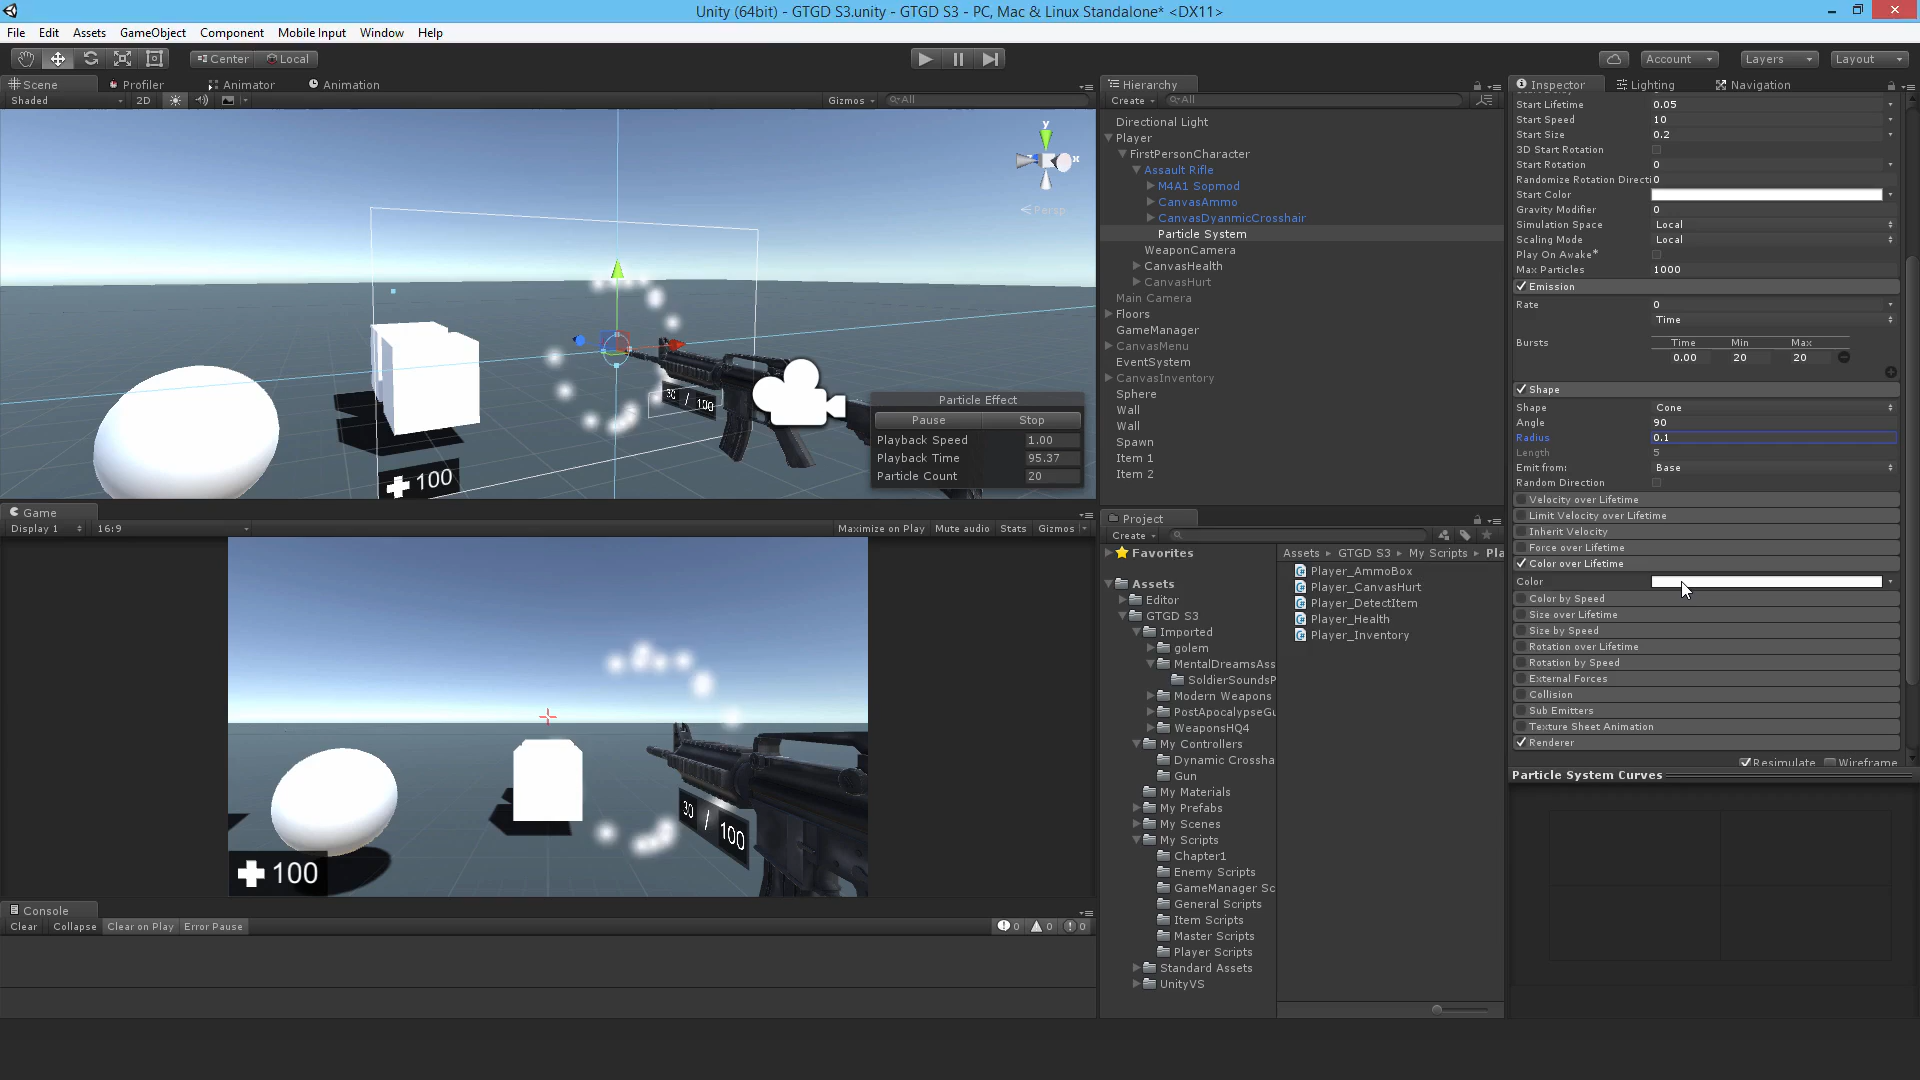 Unity (64bit) - GTGD S3.unity - GTGD S3 - PC, Mac & Linux Standalone* <DX11>
File Edit Assets GameObject Component Mobile Input Window Help
Center Local
Account Layers Layout
Scene Profiler Animator Animation
Shaded 2D Gizmos All
y
x
Persp
30 / 100
100
Particle Effect
Pause Stop
Playback Speed 1.00
Playback Time 95.37
Particle Count 20
Game
Display 1 16:9 Maximize on Play Mute audio Stats Gizmos
30 / 100
100
Console
Clear Collapse Clear on Play Error Pause 0 0 0
Hierarchy
Create All
Directional Light
Player
FirstPersonCharacter
Assault Rifle
M4A1 Sopmod
CanvasAmmo
CanvasDyanmicCrosshair
Particle System
WeaponCamera
CanvasHealth
CanvasHurt
Main Camera
Floors
GameManager
CanvasMenu
EventSystem
CanvasInventory
Sphere
Wall
Wall
Spawn
Item 1
Item 2
Project
Create
Favorites
Assets
Editor
GTGD S3
Imported
golem
MentalDreamsAss
SoldierSoundsP
Modern Weapons
PostApocalypseGu
WeaponsHQ4
My Controllers
Dynamic Crossha
Gun
My Materials
My Prefabs
My Scenes
My Scripts
Chapter1
Enemy Scripts
GameManager Sc
General Scripts
Item Scripts
Master Scripts
Player Scripts
Standard Assets
UnityVS
Assets GTGD S3 My Scripts Pla
Player_AmmoBox
Player_CanvasHurt
Player_DetectItem
Player_Health
Player_Inventory
Inspector Lighting Navigation
Start Lifetime 0.05
Start Speed 10
Start Size 0.2
3D Start Rotation
Start Rotation 0
Randomize Rotation Directi 0
Start Color
Gravity Modifier 0
Simulation Space Local
Scaling Mode Local
Play On Awake*
Max Particles 1000
Emission
Rate 0
Time
Bursts Time Min Max
0.00 20 20
Shape
Shape Cone
Angle 90
Radius 0.1
Length 5
Emit from: Base
Random Direction
Velocity over Lifetime
Limit Velocity over Lifetime
Inherit Velocity
Force over Lifetime
Color over Lifetime
Color
Color by Speed
Size over Lifetime
Size by Speed
Rotation over Lifetime
Rotation by Speed
External Forces
Collision
Sub Emitters
Texture Sheet Animation
Renderer
Resimulate Wireframe
Particle System Curves